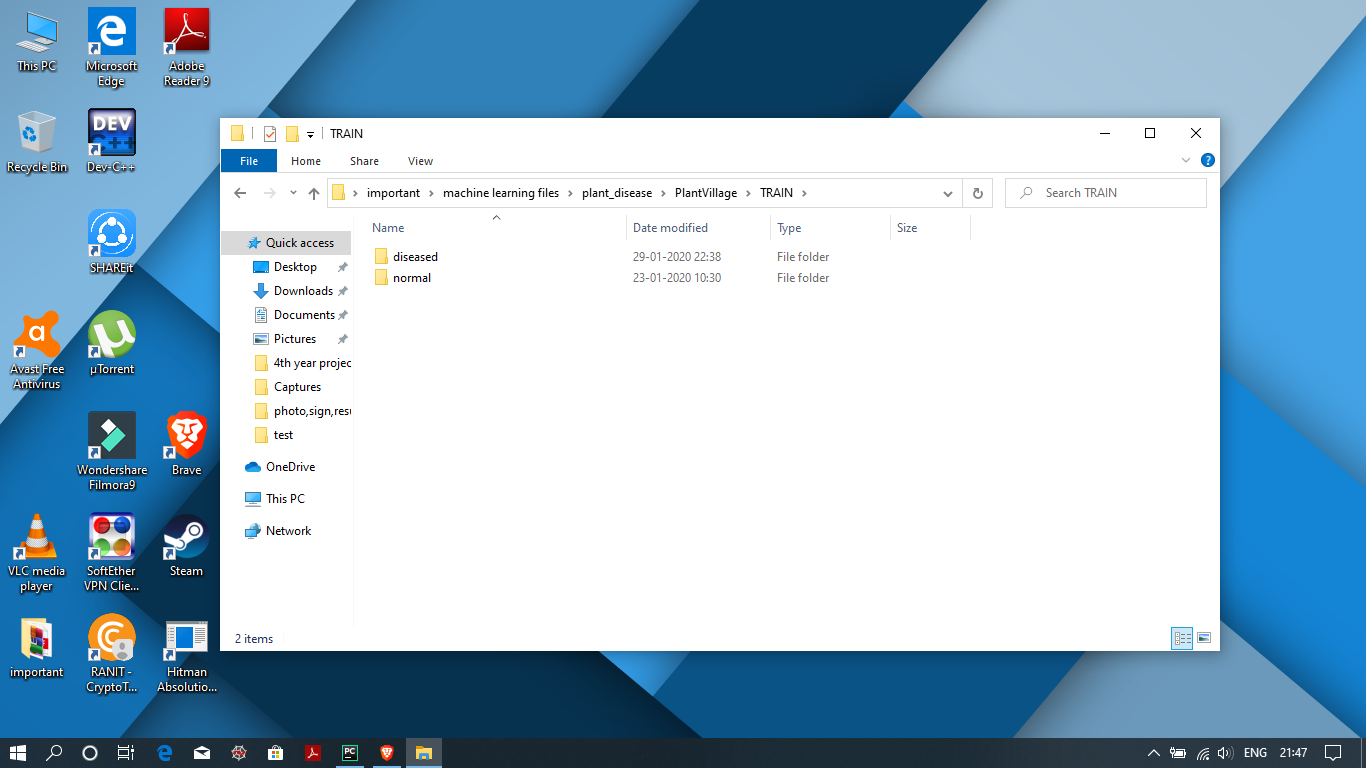 This PC
Microsoft
Edge
Adobe
Reader 9
Recycle Bin
DEV
C++
Dev-C++
SHAREit
Avast Free
Antivirus
µTorrent
Wondershare
Filmora9
Brave
VLC media
player
SoftEther
VPN Clie...
Steam
important
RANIT -
CryptoT...
Hitman
Absolutio...
TRAIN
File
Home
Share
View
important
machine learning files
plant_disease
PlantVillage
TRAIN
Search TRAIN
Name
Date modified
Type
Size
diseased
29-01-2020 22:38
File folder
normal
23-01-2020 10:30
File folder
Quick access
Desktop
Downloads
Documents
Pictures
4th year projec
Captures
photo,sign,resu
test
OneDrive
This PC
Network
2 items
PC
ENG
21:47